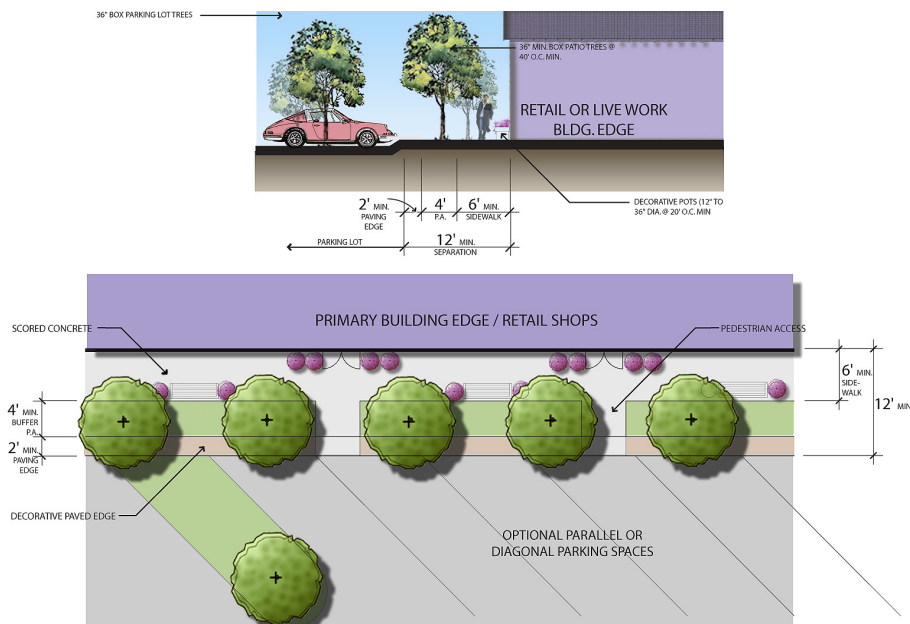 36" BOX PARKING LOT TREES
36" MIN. BOX PATIO TREES @
40' O.C. MIN.
RETAIL OR LIVE WORK
BLDG. EDGE
DECORATIVE POTS (12" TO
36" DIA.@ 20' O.C. MIN
2' MIN.
PAVING
EDGE
4'
P.A.
6' MIN.
SIDEWALK
PARKING LOT
12' MIN.
SEPARATION
PRIMARY BUILDING EDGE / RETAIL SHOPS
SCORED CONCRETE
PEDESTRIAN ACCESS
6' MIN.
SIDE-
WALK
12' MIN
4' MIN.
BUFFER
P.A.
2' MIN.
PAVING
EDGE
DECORATIVE PAVED EDGE
OPTIONAL PARALLEL OR
DIAGONAL PARKING SPACES